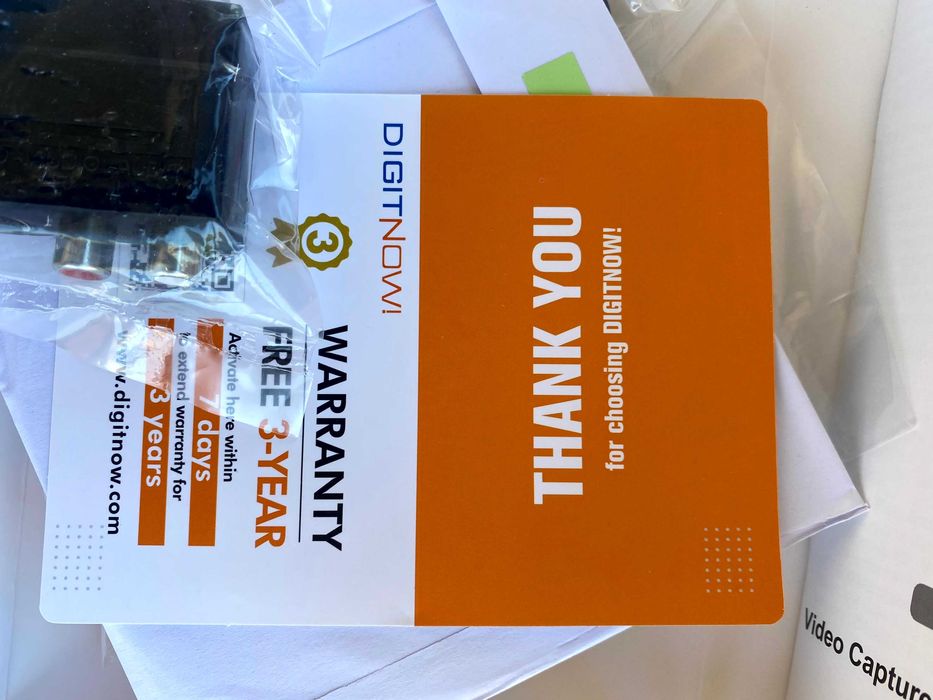 THANK YOU
for choosing DIGITNOW!
DIGITNOW!
3
WARRANTY
FREE 3-YEAR
Activate here within
7 days
to extend warranty for
3 years
www.digitnow.com
Video Capture